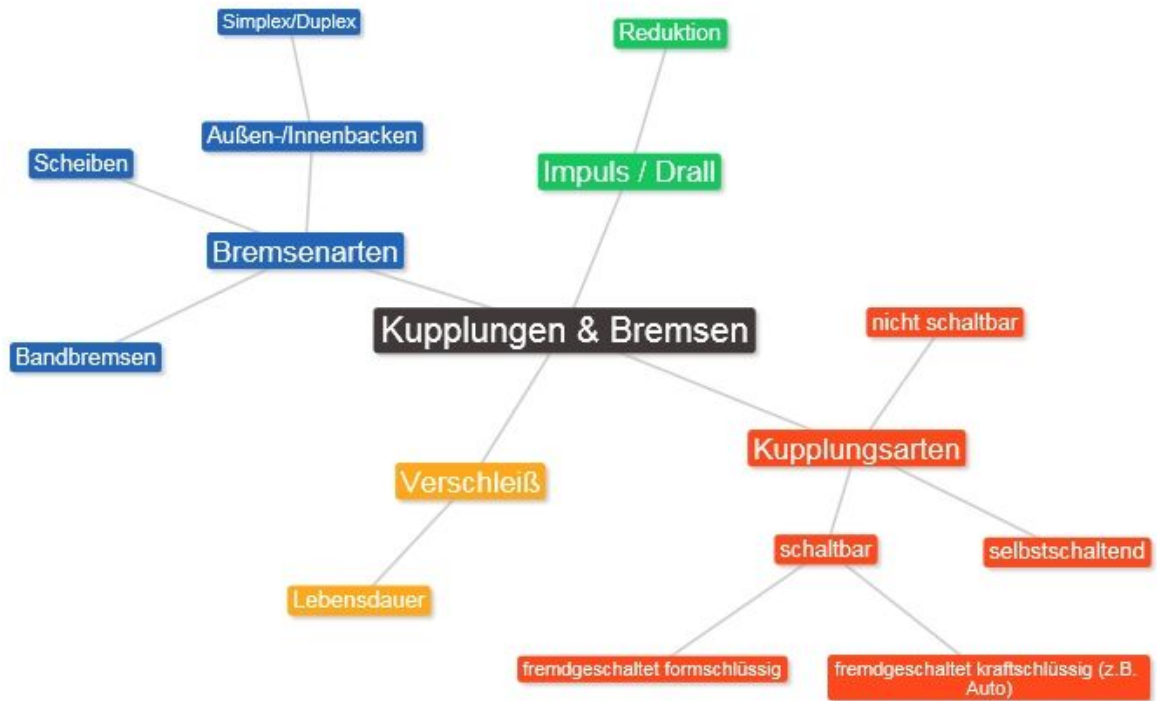 Simplex/Duplex
Reduktion
Außen-/Innenbacken
Scheiben
Impuls / Drall
Bremsenarten
Kupplungen & Bremsen
nicht schaltbar
Bandbremsen
Kupplungsarten
Verschleiß
schaltbar
selbstschaltend
Lebensdauer
fremdgeschaltet formschlüssig
fremdgeschaltet kraftschlüssig (z.B.
Auto)